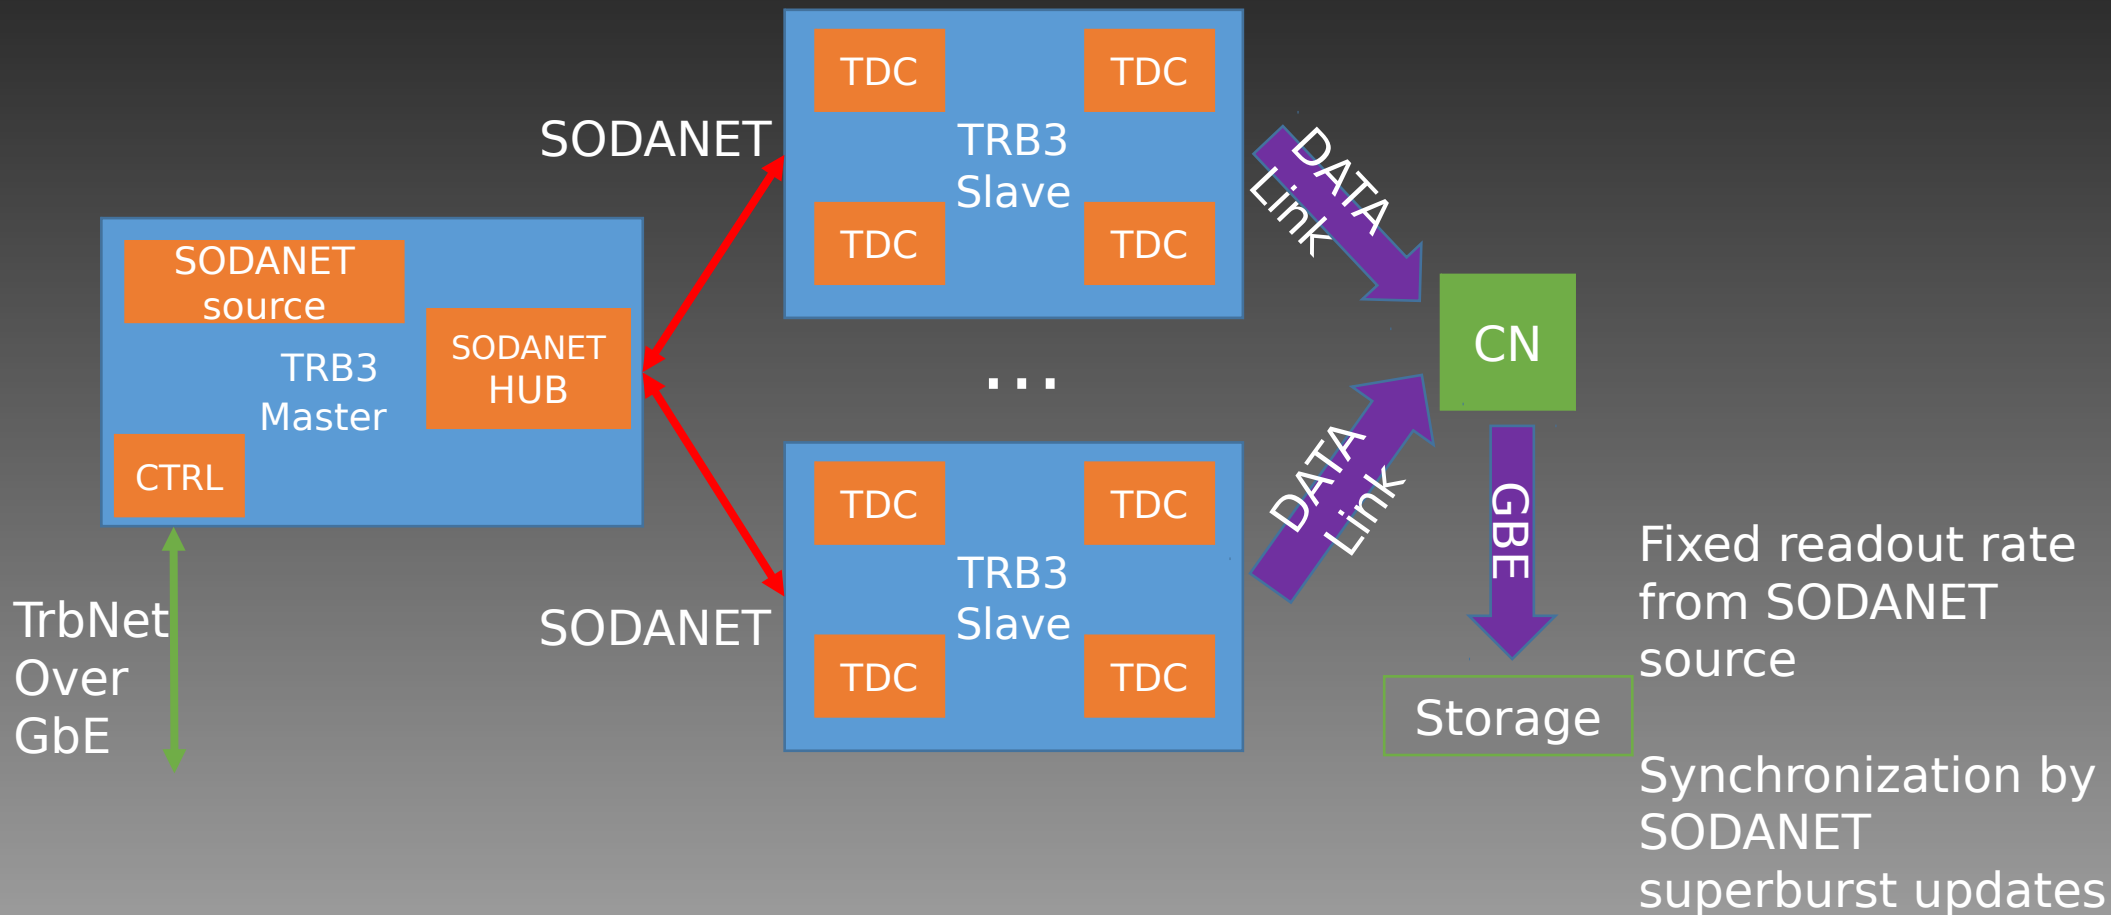 SODANET
source
TRB3
Master
SODANET
HUB
CTRL
TrbNet
Over
GbE
SODANET
SODANET
TDC
TDC
TRB3
Slave
TDC
TDC
...
TDC
TDC
TRB3
Slave
TDC
TDC
DATA
Link
DATA
Link
CN
GBE
Storage
Fixed readout rate
from SODANET
source
Synchronization by
SODANET
superburst updates